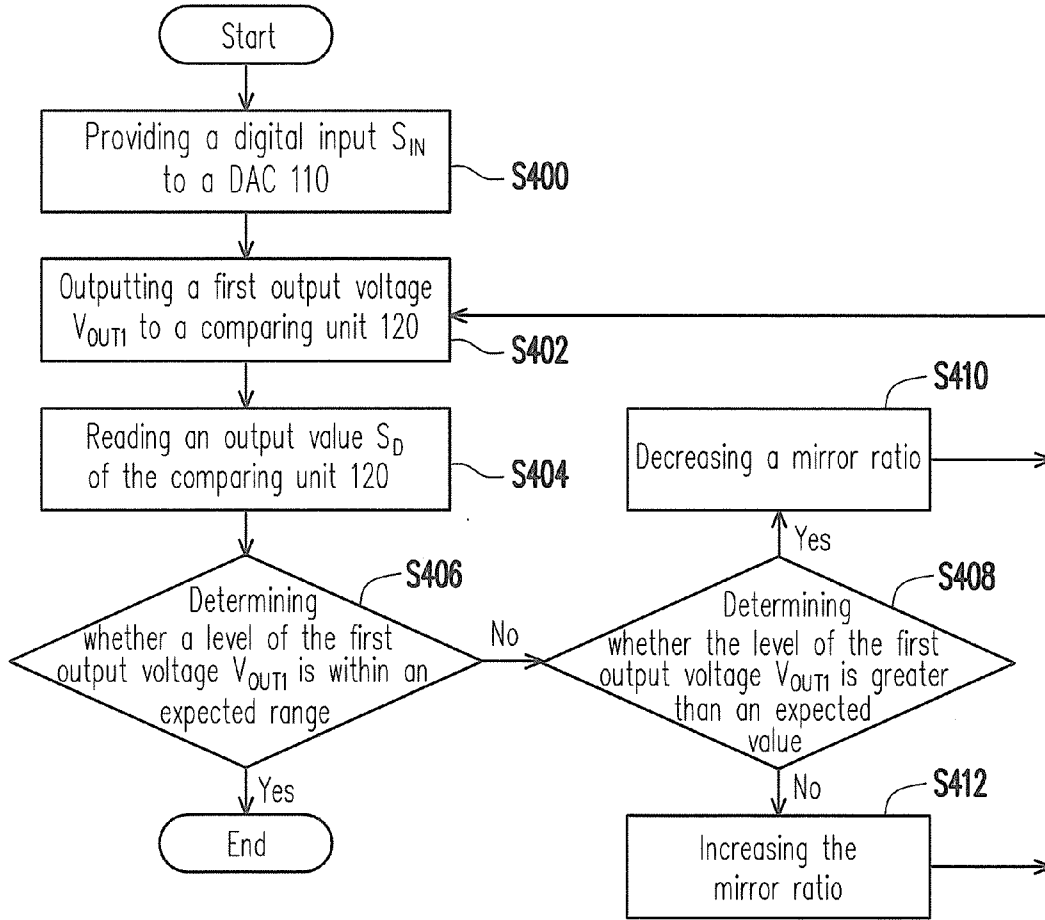 Start
Providing a digital input S_IN
to a DAC 110
S400
Outputting a first output voltage
V_OUT1 to a comparing unit 120
S402
Reading an output value S_D
of the comparing unit 120
S404
S406
Determining
whether a level of the first
output voltage V_OUT1 is within an
expected range
Yes
End
No
S408
Determining
whether the level of the first
output voltage V_OUT1 is greater
than an expected
value
Yes
S410
Decreasing a mirror ratio
No
S412
Increasing the
mirror ratio